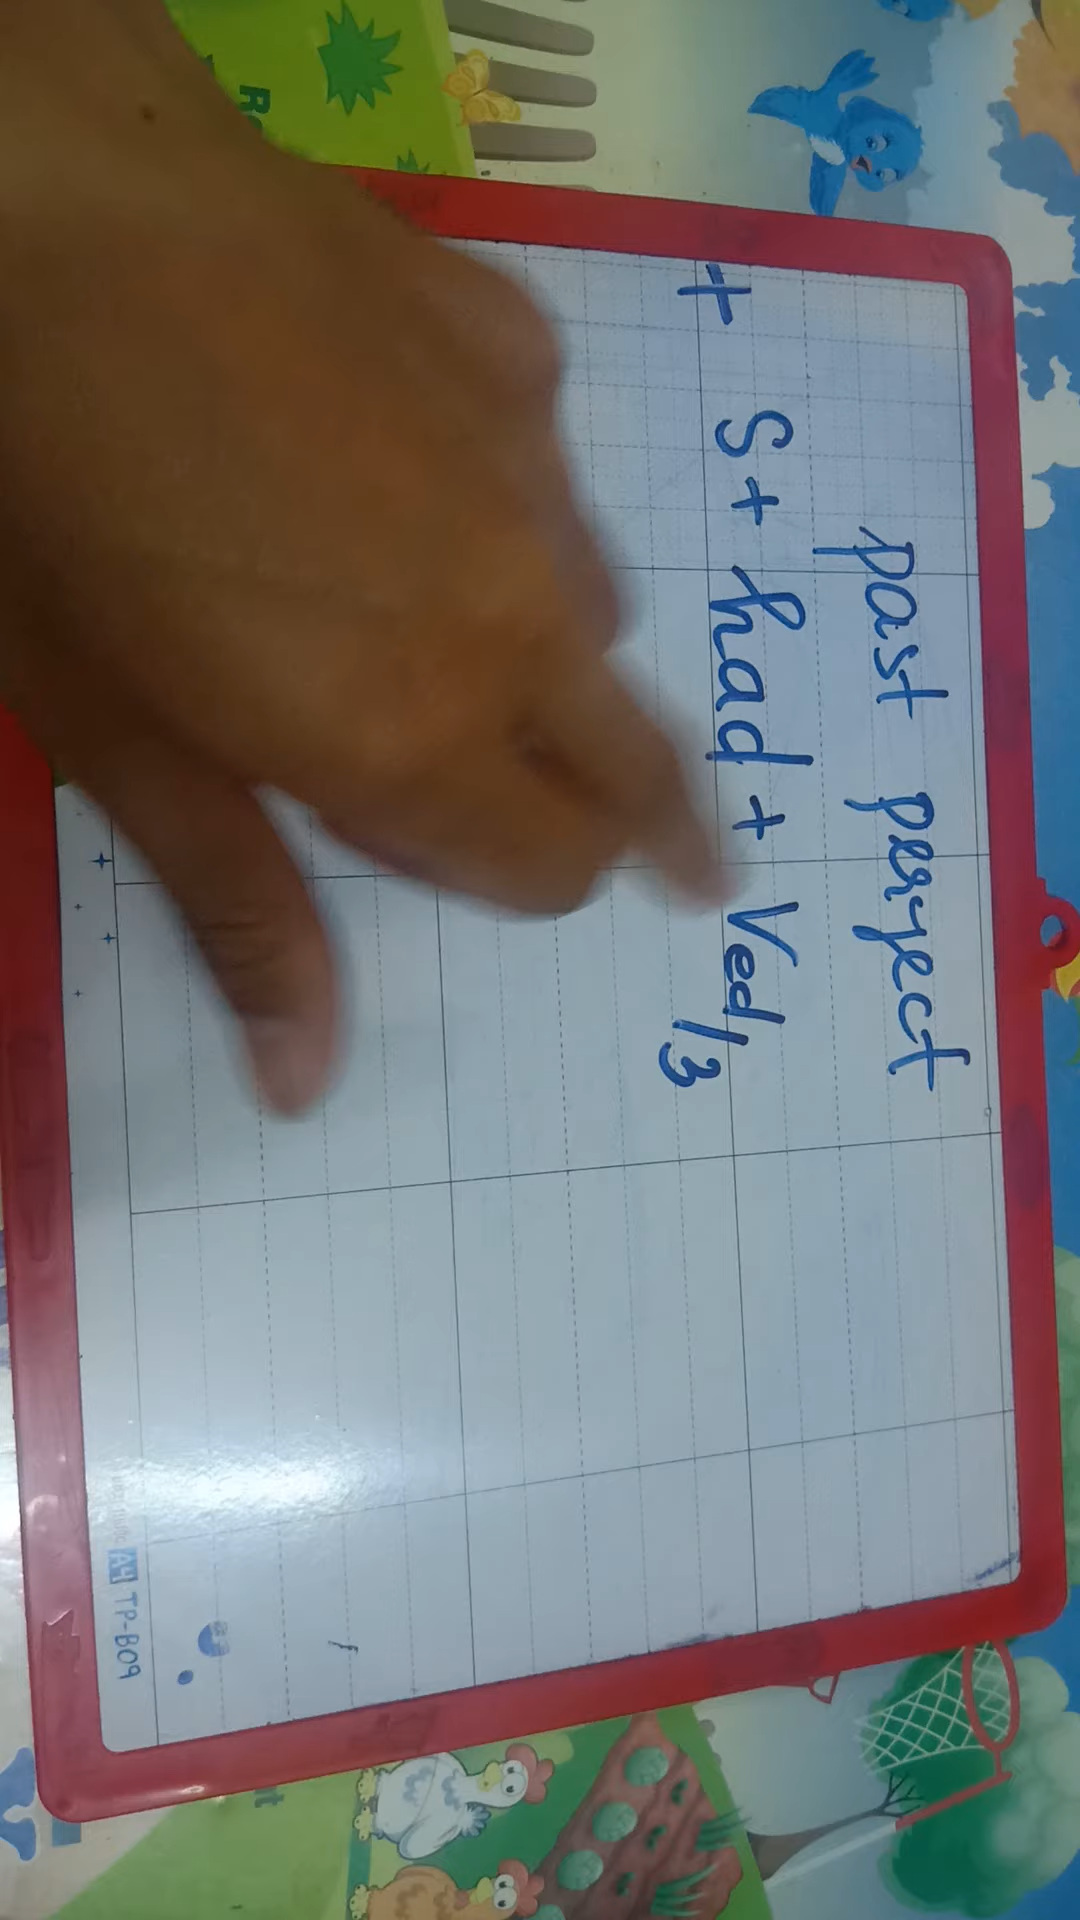 past perfect
+ S + had + Ved/3
A4 TP-B09